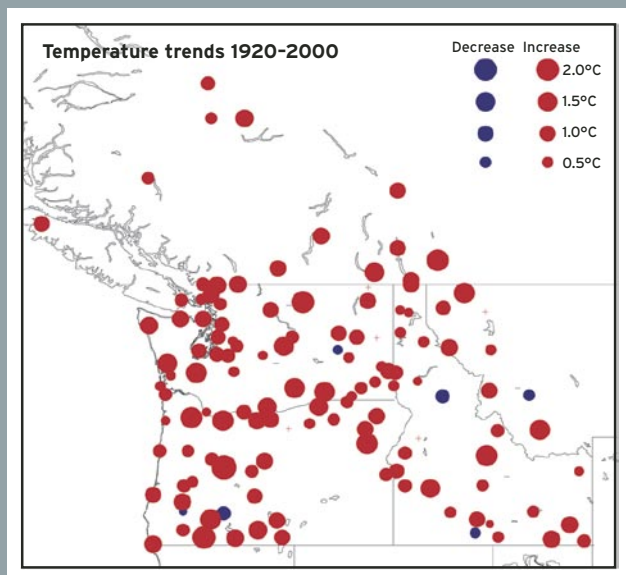 Temperature trends 1920–2000
Decrease Increase
2.0°C
1.5°C
1.0°C
0.5°C